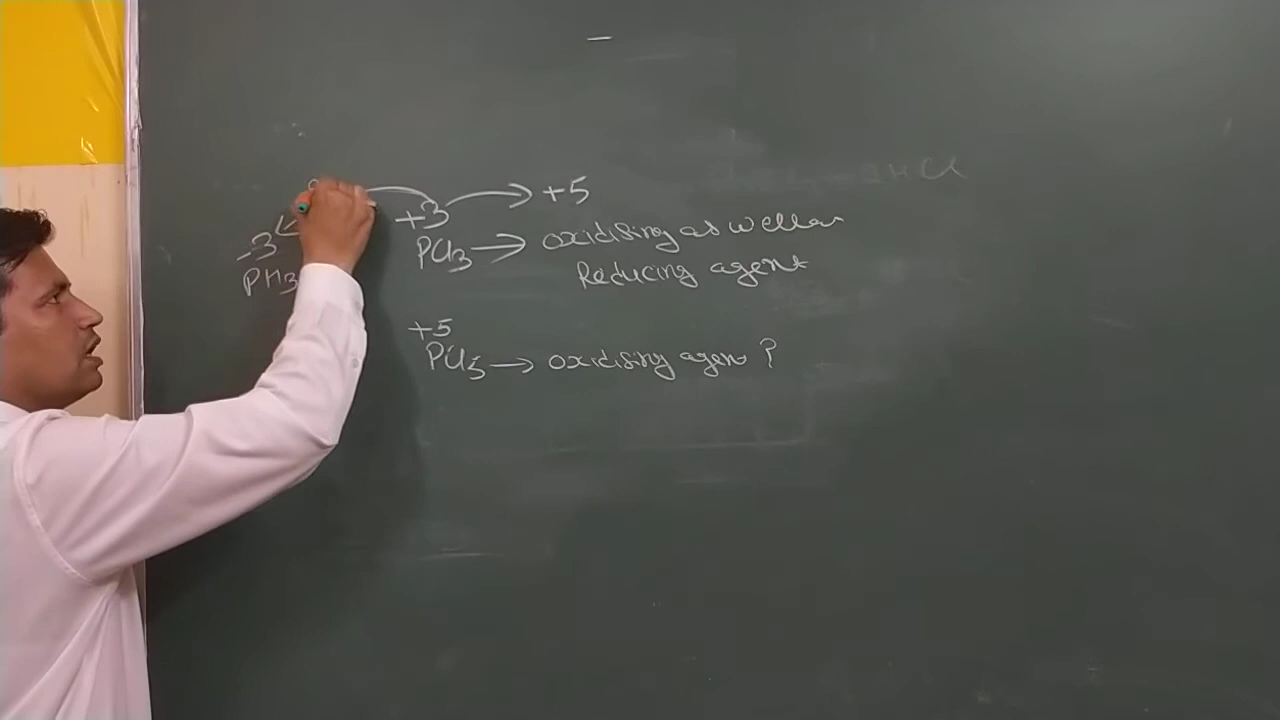 +3 → +5
-3
PCl3 → oxidising as well as
PH3
Reducing agent
+5
PCl5 → oxidising agent ?